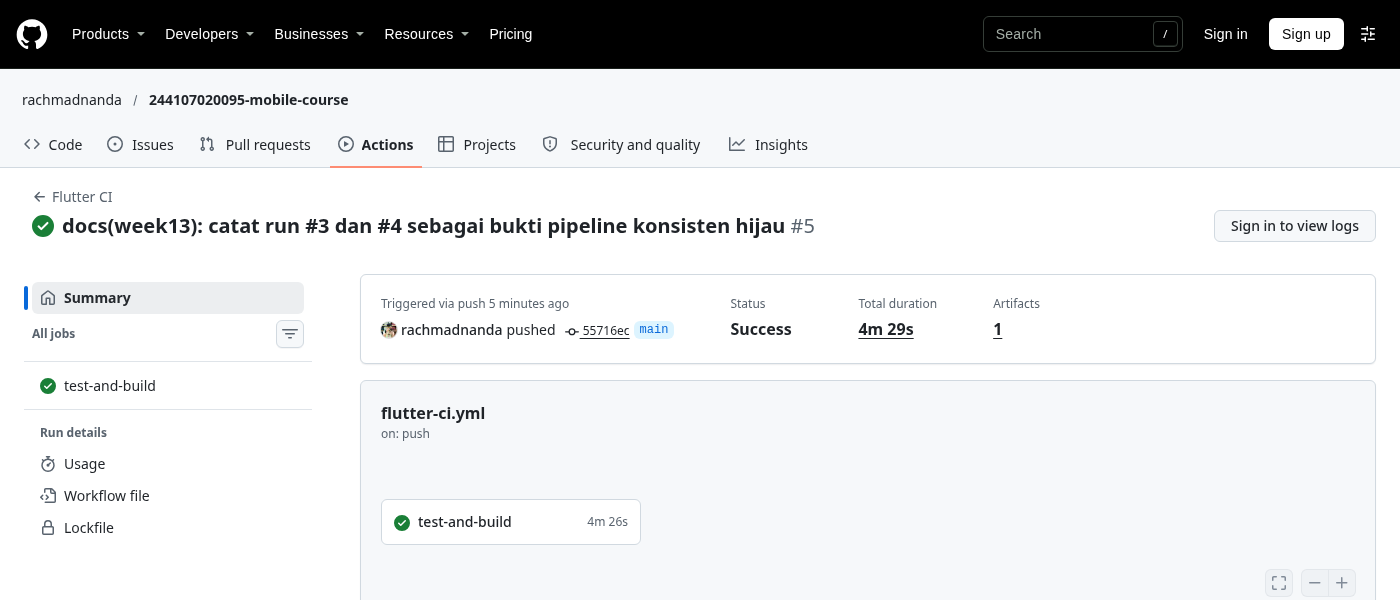 Products Developers Businesses Resources Pricing Search / Sign in Sign up
rachmadnanda / 244107020095-mobile-course
Code Issues Pull requests Actions Projects Security and quality Insights
Flutter CI
docs(week13): catat run #3 dan #4 sebagai bukti pipeline konsisten hijau #5
Sign in to view logs
Summary
All jobs
test-and-build
Run details
Usage
Workflow file
Lockfile
Triggered via push 5 minutes ago
rachmadnanda pushed 55716ec main
Status
Success
Total duration
4m 29s
Artifacts
1
flutter-ci.yml
on: push
test-and-build 4m 26s